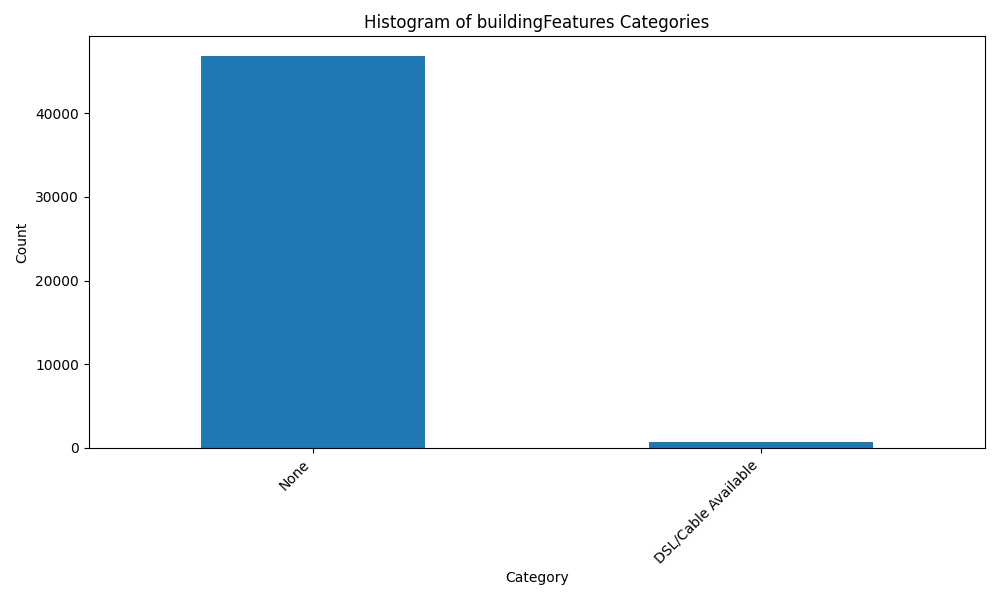 Histogram of buildingFeatures Categories
Count
40000
30000
20000
10000
0
None
DSL/Cable Available
Category